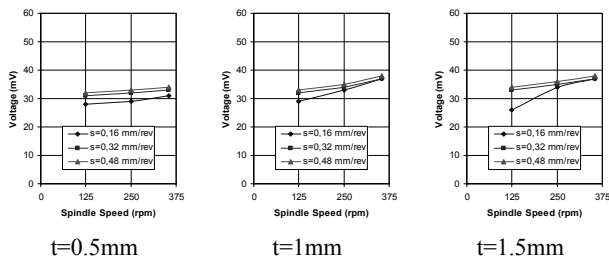 60
50
40
30
20
10
0
0 125 250 375
Voltage (mV)
Spindle Speed (rpm)
s=0,16 mm/rev
s=0,32 mm/rev
s=0,48 mm/rev
t=0.5mm
60
50
40
30
20
10
0
0 125 250 375
Voltage (mV)
Spindle Speed (rpm)
s=0,16 mm/rev
s=0,32 mm/rev
s=0,48 mm/rev
t=1mm
60
50
40
30
20
10
0
0 125 250 375
Voltage (mV)
Spindle Speed (rpm)
s=0,16 mm/rev
s=0,32 mm/rev
s=0,48 mm/rev
t=1.5mm